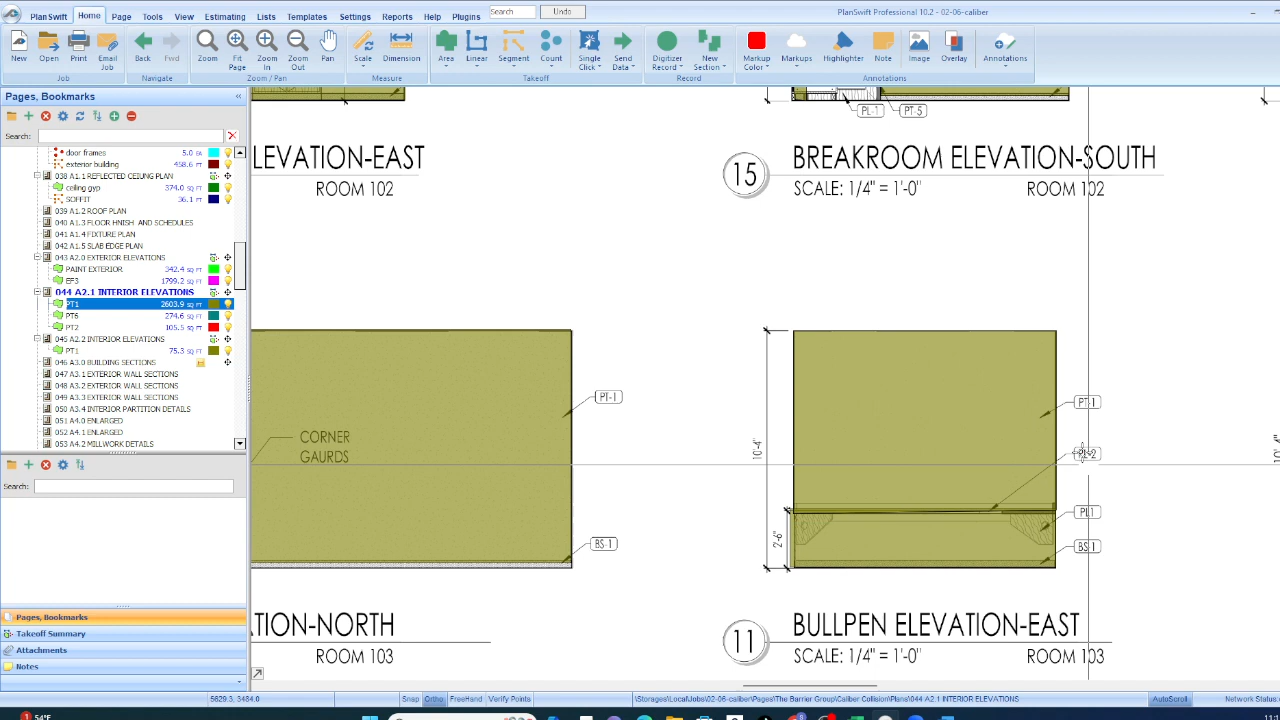 PlanSwift Professional 10.2 - 02-06-caliber
PlanSwift Home Page Tools View Estimating Lists Templates Settings Reports Help Plugins Search Undo
New Open Print Email Job Back Fwd Zoom Fit Page Zoom In Zoom Out Pan Scale Dimension Area Linear Segment Count Single Click Send Data Digitizer Record New Section Markup Color Markups Highlighter Note Image Overlay Annotations
Job Navigate Zoom / Pan Measure Takeoff Record Annotations
Pages, Bookmarks
Search:
door frames 5.0 EA
exterior building 458.6 FT
038 A1.1 REFLECTED CEIUNG PLAN
ceiling gyp 374.0 SQ FT
SOFFIT 36.1 FT
039 A1.2 ROOF PLAN
040 A1.3 FLOOR HNISH AND SCHEDULES
041 A1.4 FIXTURE PLAN
042 A1.5 SLAB EDGE PLAN
043 A2.0 EXTERIOR ELEVATIONS
PAINT EXTERIOR 342.4 SQ FT
EF3 1799.2 SQ FT
044 A2.1 INTERIOR ELEVATIONS
PT1 2603.9 SQ FT
PT6 274.6 SQ FT
PT2 105.5 SQ FT
045 A2.2 INTERIOR ELEVATIONS
PT1 75.3 SQ FT
046 A3.0 BUILDING SECTIONS
047 A3.1 EXTERIOR WALL SECTIONS
048 A3.2 EXTERIOR WALL SECTIONS
049 A3.3 EXTERIOR WALL SECTIONS
050 A3.4 INTERIOR PARTITION DETAILS
051 A4.0 ENLARGED
052 A4.1 ENLARGED
053 A4.2 MILLWORK DETAILS
Search:
Pages, Bookmarks
Takeoff Summary
Attachments
Notes
PL-1 PT-5
LEVATION-EAST
ROOM 102
15 BREAKROOM ELEVATION-SOUTH
SCALE: 1/4" = 1'-0" ROOM 102
PT-1
CORNER
GAURDS
BS-1
10'-4"
2'-6"
PT-1
PL-2
PL1
BS-1
10'-4"
ATION-NORTH
ROOM 103
11 BULLPEN ELEVATION-EAST
SCALE: 1/4" = 1'-0" ROOM 103
5629.3, 3484.0 Snap Ortho FreeHand Verify Points \Storages\LocalJobs\02-06-caliber\Pages\The Barrier Group\Caliber Collision\Plans\044 A2.1 INTERIOR ELEVATIONS AutoScroll Network Status:
54°F